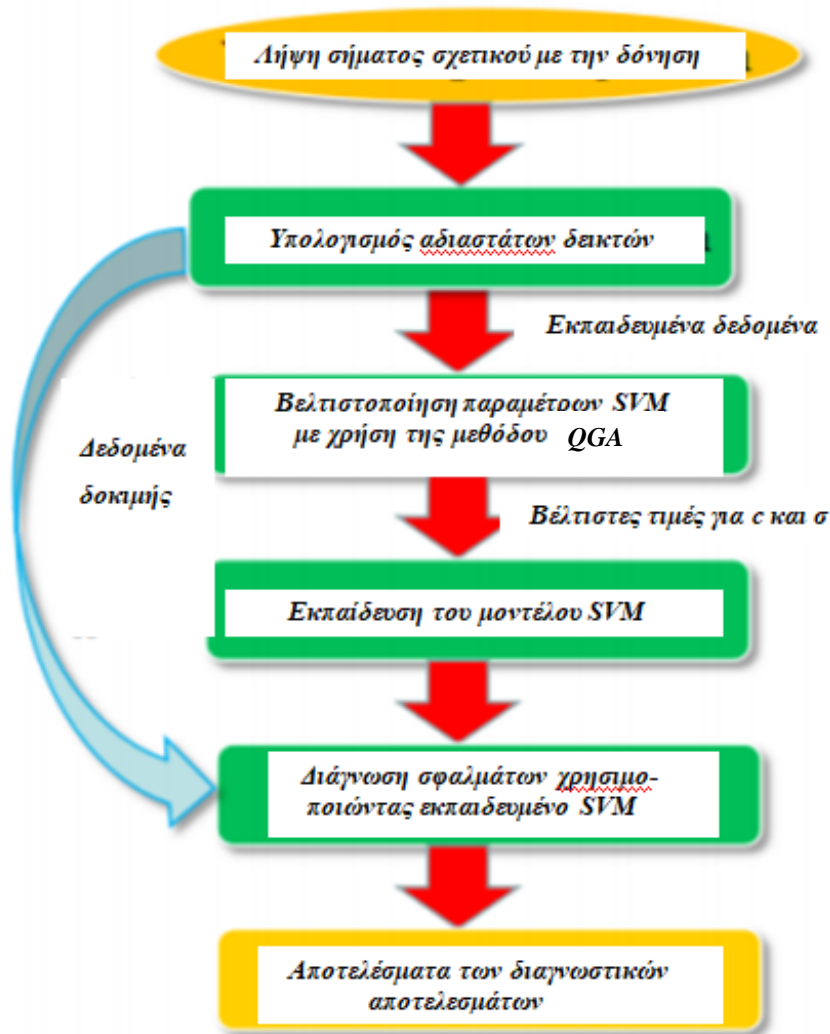 Λήψη σήματος σχετικού με την δόνηση
Υπολογισμός αδιαστάτων δεικτών
Εκπαιδευμένα δεδομένα
Βελτιστοποίηση παραμέτρων SVM
με χρήση της μεθόδου QGA
Δεδομένα
δοκιμής
Βέλτιστες τιμές για c και σ
Εκπαίδευση του μοντέλου SVM
Διάγνωση σφαλμάτων χρησιμο-
ποιώντας εκπαιδευμένο SVM
Αποτελέσματα των διαγνωστικών
αποτελεσμάτων